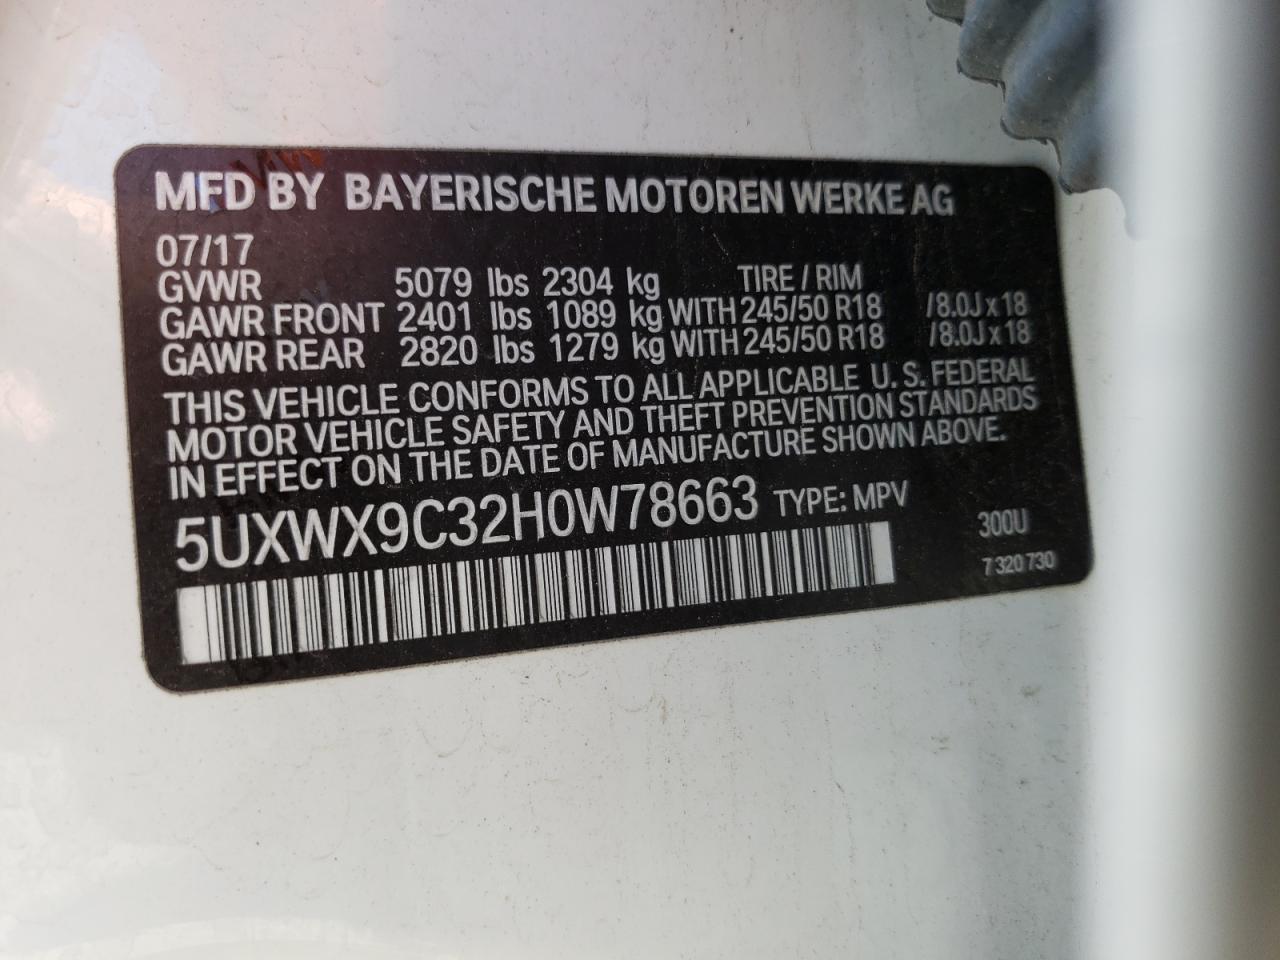 MFD BY BAYERISCHE MOTOREN WERKE AG
07/17
GVWR 5079 lbs 2304 kg TIRE / RIM
GAWR FRONT 2401 lbs 1089 kg WITH 245/50 R18 /8.0J x 18
GAWR REAR 2820 lbs 1279 kg WITH 245/50 R18 /8.0J x 18
THIS VEHICLE CONFORMS TO ALL APPLICABLE U. S. FEDERAL
MOTOR VEHICLE SAFETY AND THEFT PREVENTION STANDARDS
IN EFFECT ON THE DATE OF MANUFACTURE SHOWN ABOVE.
5UXWX9C32H0W78663 TYPE: MPV
300U
7 320 730